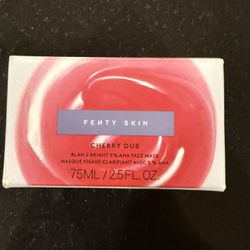 FEИTY SKIN
CHERRY DUB
BLAH 2 BRIGHT 5% AHA FACE MASK
MASQUE VISAGE CLARIFIANT AVEC 5 % AHA
75ML / 2.5FL. OZ.